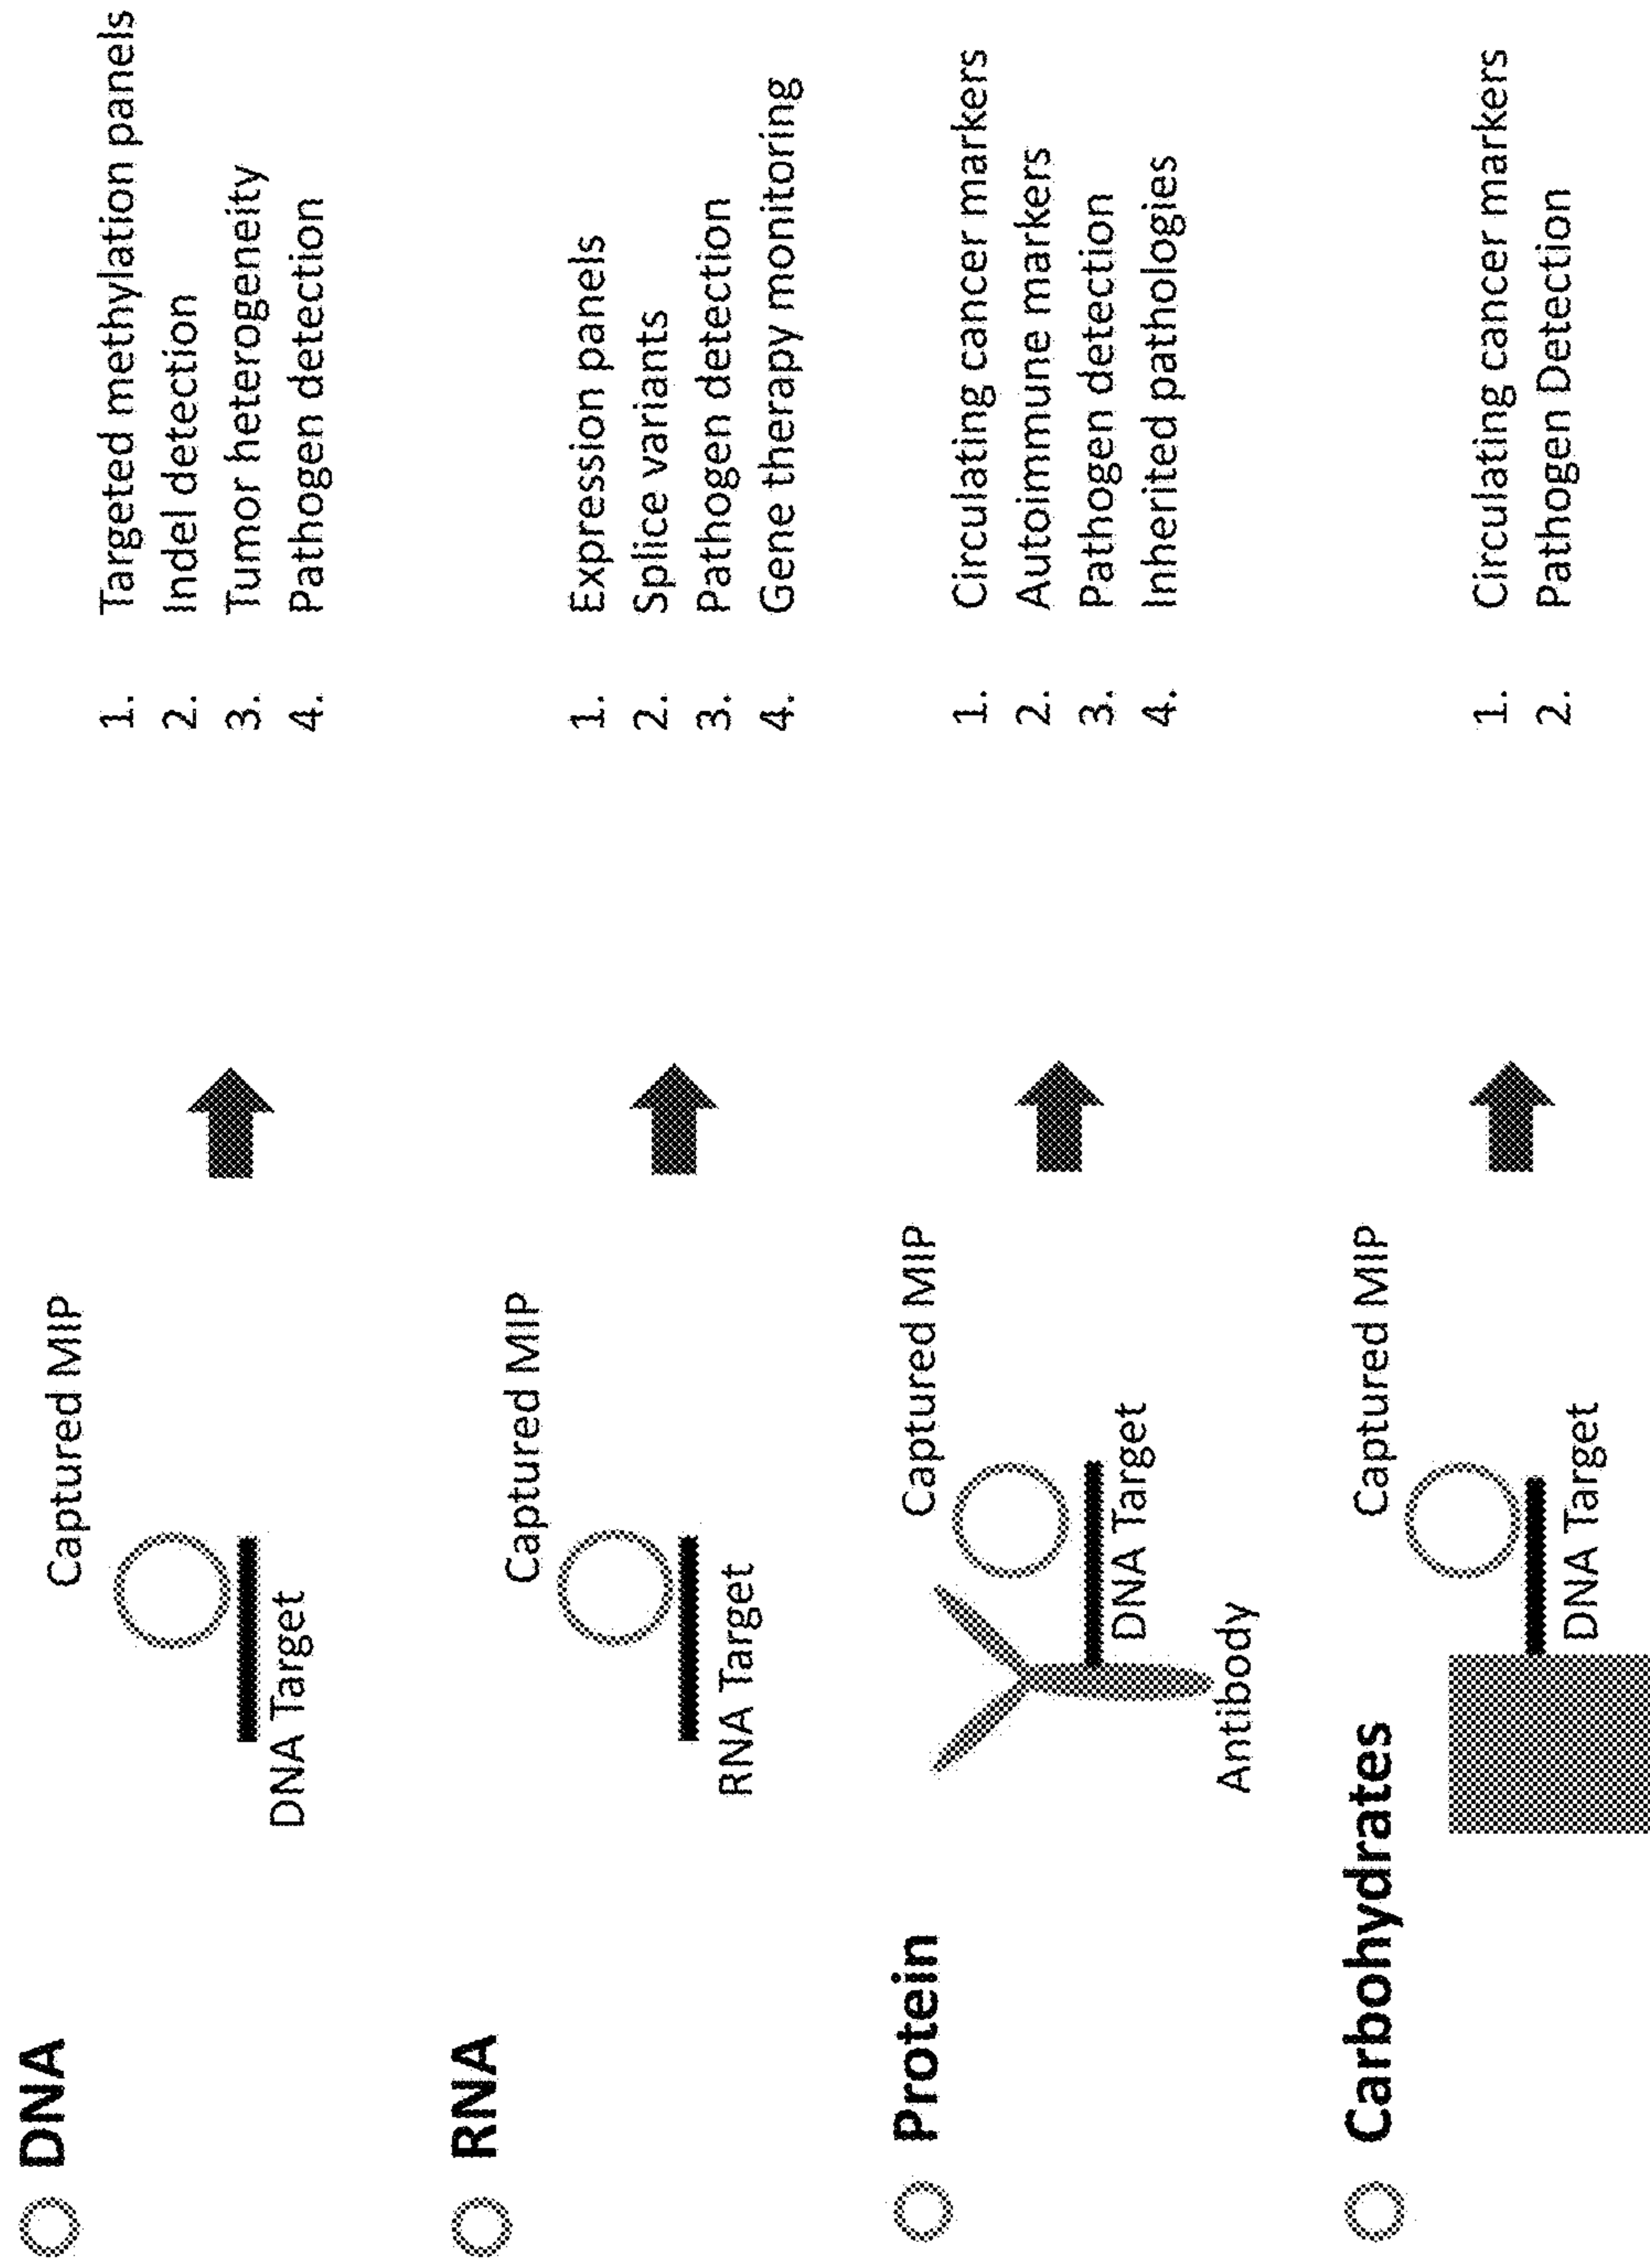 DNA
Captured MIP
DNA Target
1. Targeted methylation panels
2. Indel detection
3. Tumor heterogeneity
4. Pathogen detection
RNA
Captured MIP
RNA Target
1. Expression panels
2. Splice variants
3. Pathogen detection
4. Gene therapy monitoring
Protein
Captured MIP
DNA Target
Antibody
1. Circulating cancer markers
2. Autoimmune markers
3. Pathogen detection
4. Inherited pathologies
Carbohydrates
Captured MIP
DNA Target
1. Circulating cancer markers
2. Pathogen Detection